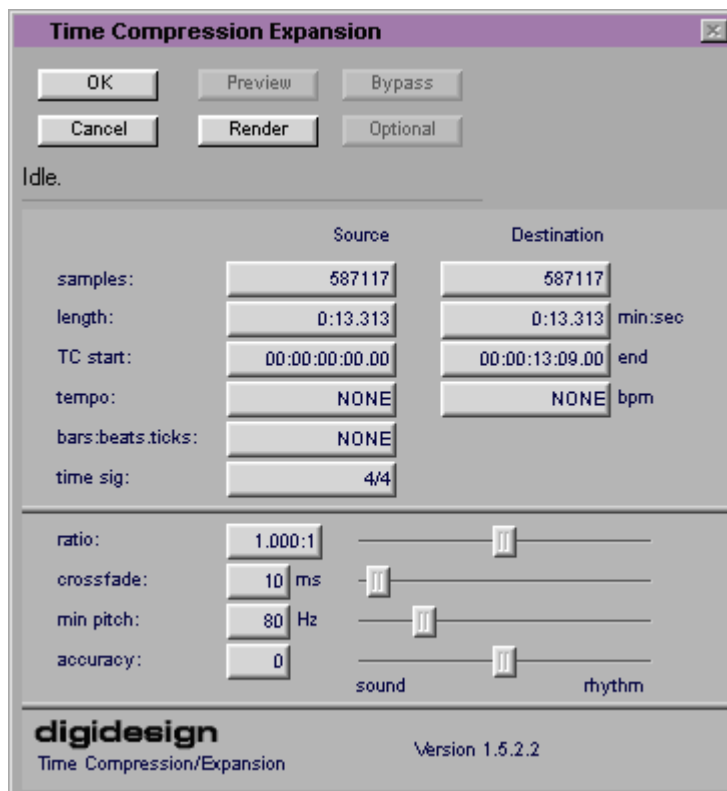 Time Compression Expansion
OK Preview Bypass
Cancel Render Optional
Idle.
Source Destination
samples: 587117 587117
length: 0:13.313 0:13.313 min:sec
TC start: 00:00:00:00.00 00:00:13:09.00 end
tempo: NONE NONE bpm
bars:beats.ticks: NONE
time sig: 4/4
ratio: 1.000:1
crossfade: 10 ms
min pitch: 80 Hz
accuracy: 0
sound rhythm
digidesign
Time Compression/Expansion Version 1.5.2.2